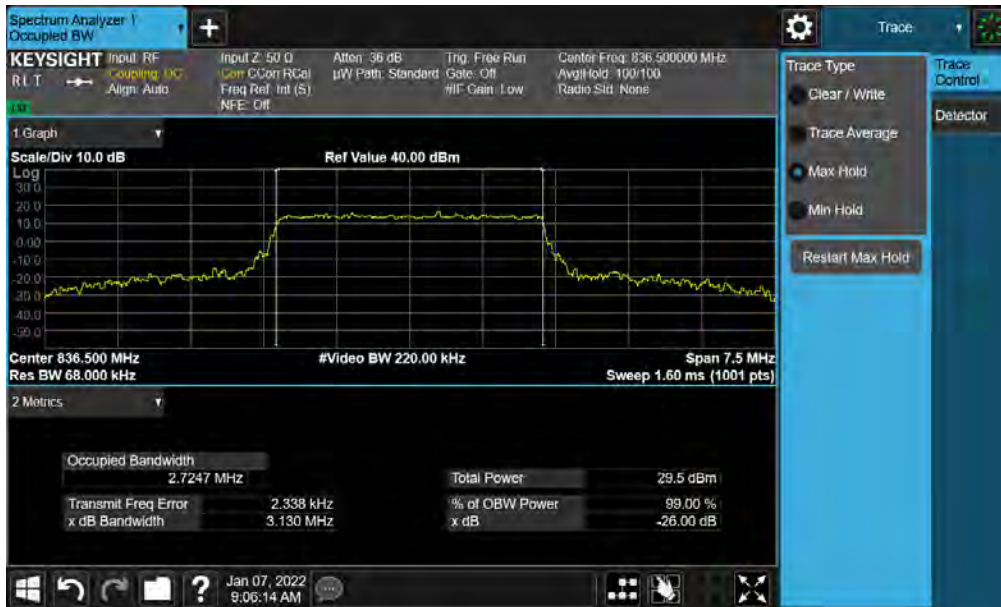 Spectrum Analyzer 1
Occupied BW
Trace
KEYSIGHT
RLT
Input: RF
Coupling: DC
Align: Auto
Input Z: 50 Ω
Corr CCorr RCal
Freq Ref: Int (S)
NFE: Off
Atten: 36 dB
µW Path: Standard
Trig: Free Run
Gate: Off
#IF Gain: Low
Center Freq: 836.500000 MHz
Avg|Hold: 100/100
Radio Std: None
1 Graph
Scale/Div 10.0 dB
Ref Value 40.00 dBm
Log
30.0
20.0
10.0
0.00
-10.0
-20.0
-30.0
-40.0
-50.0
Center 836.500 MHz
#Video BW 220.00 kHz
Span 7.5 MHz
Res BW 68.000 kHz
Sweep 1.60 ms (1001 pts)
2 Metrics
Occupied Bandwidth
2.7247 MHz
Total Power 29.5 dBm
Transmit Freq Error 2.338 kHz
% of OBW Power 99.00 %
x dB Bandwidth 3.130 MHz
x dB -26.00 dB
Jan 07, 2022
9:06:14 AM
Trace Type
Clear / Write
Trace Average
Max Hold
Min Hold
Restart Max Hold
Trace
Control
Detector